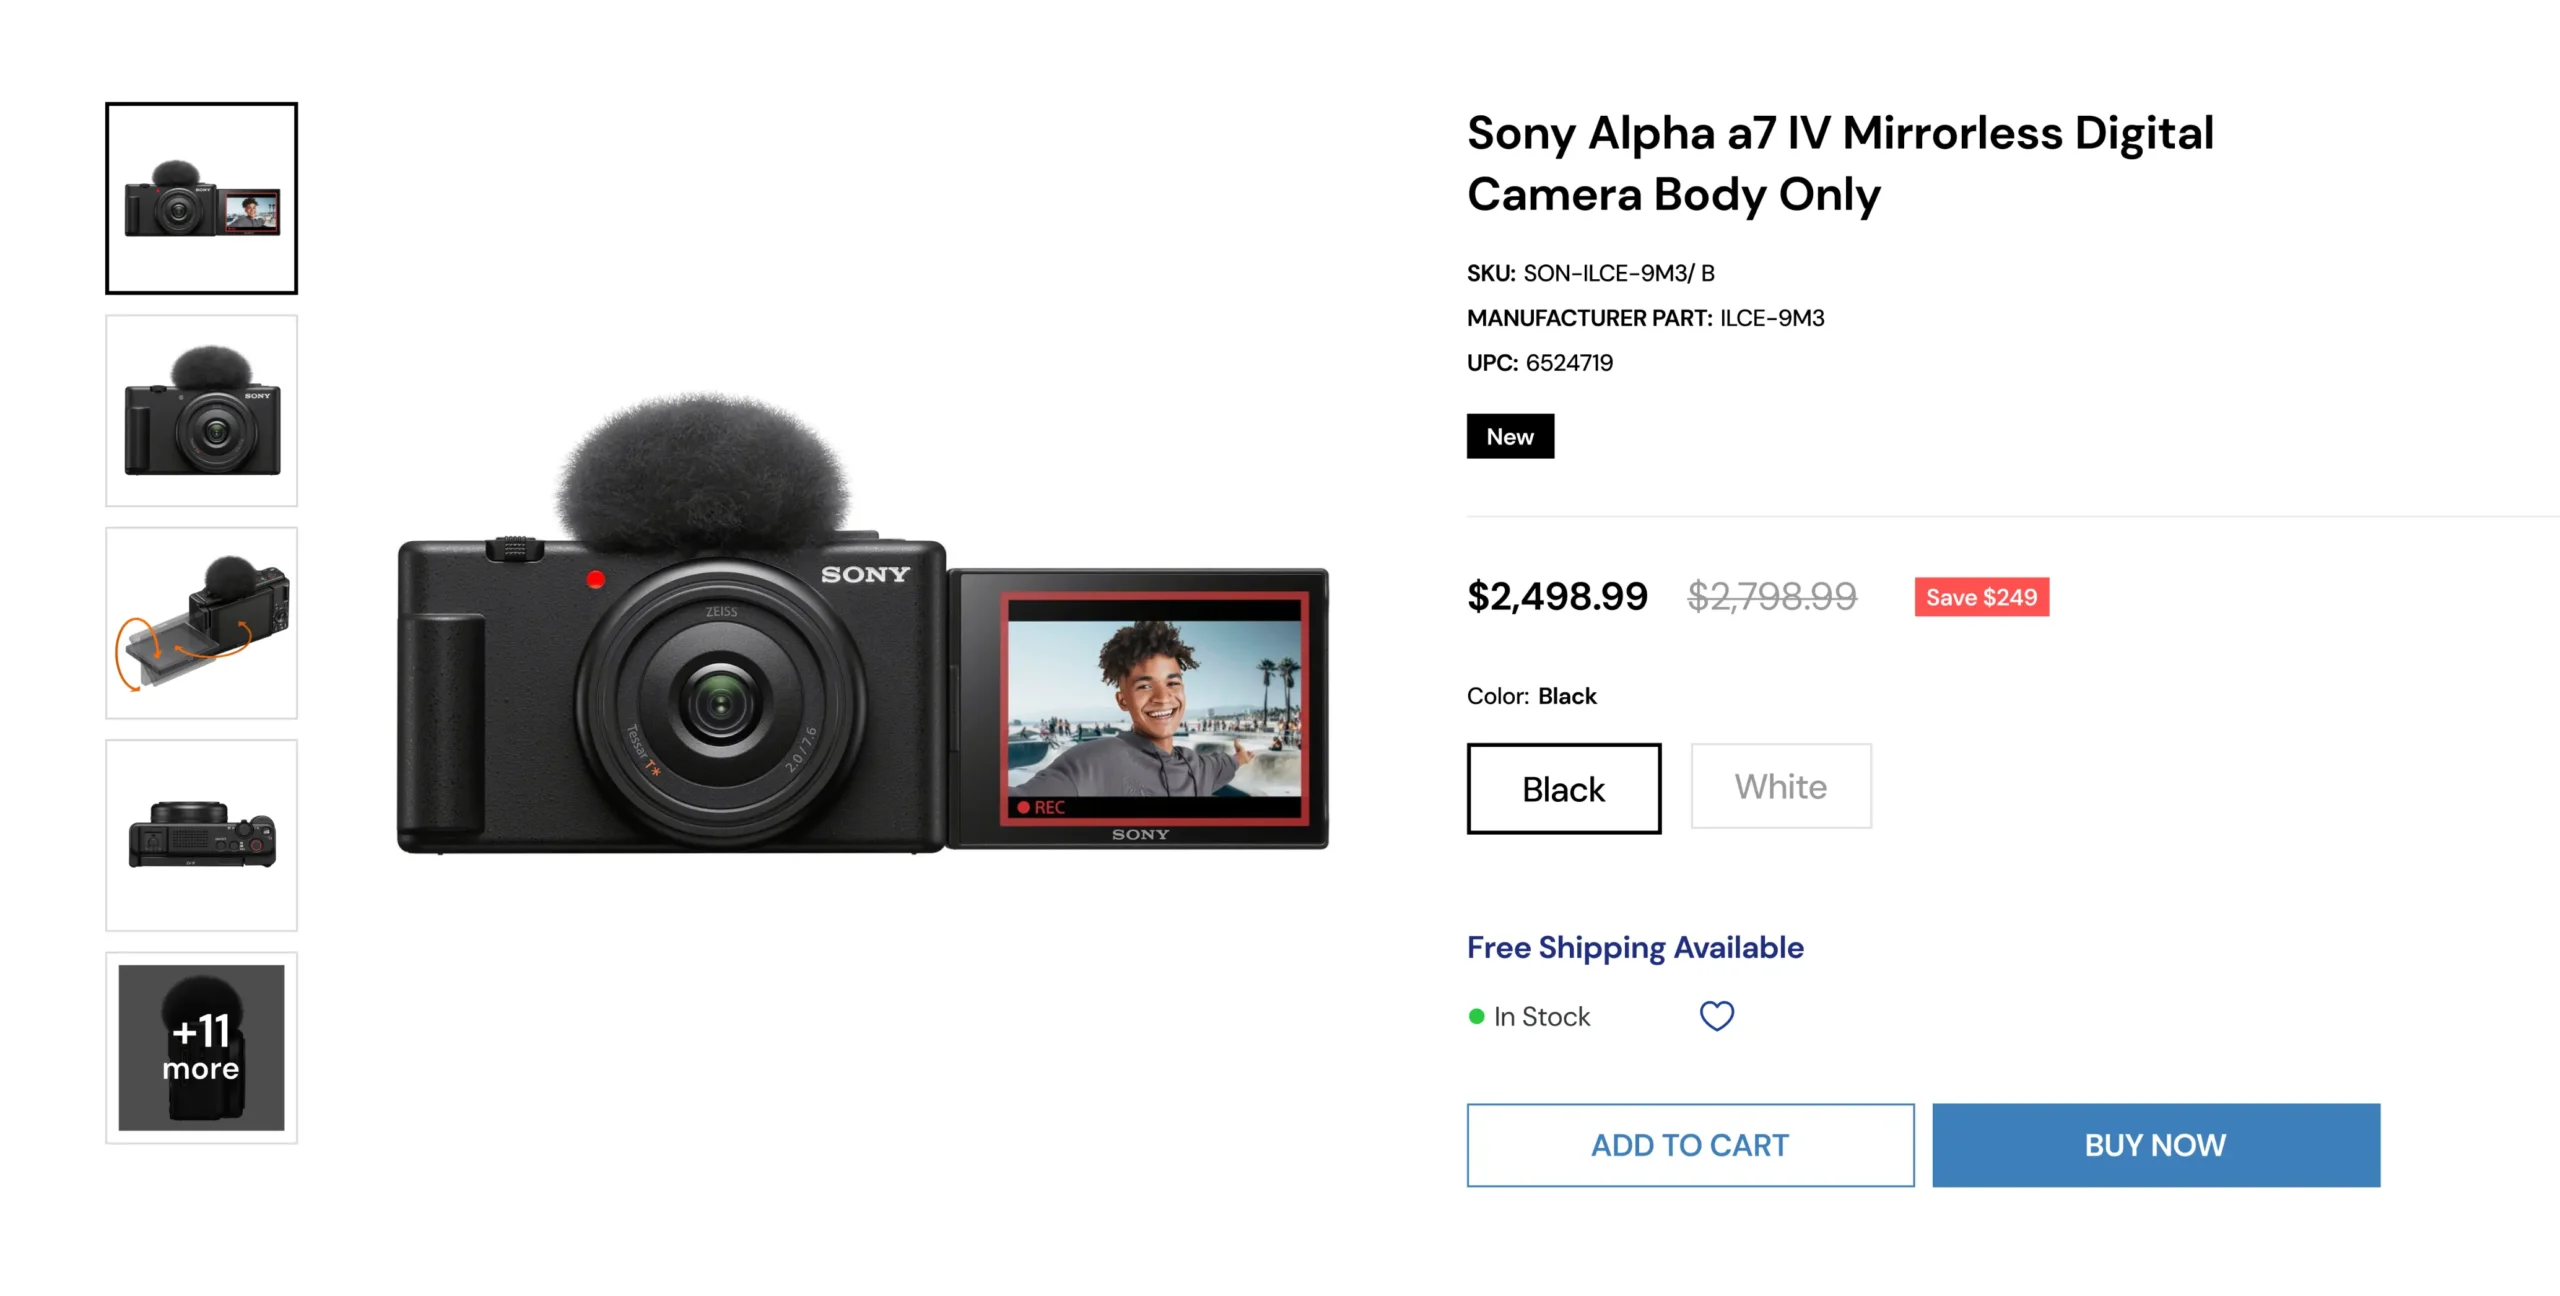 SONY
ZEISS
Tessar T*
2.0/7.6
REC
SONY
SONY
SONY
+11
more
Sony Alpha a7 IV Mirrorless Digital
Camera Body Only
SKU: SON-ILCE-9M3/ B
MANUFACTURER PART: ILCE-9M3
UPC: 6524719
New
$2,498.99 $2,798.99 Save $249
Color: Black
Black White
Free Shipping Available
In Stock
ADD TO CART BUY NOW